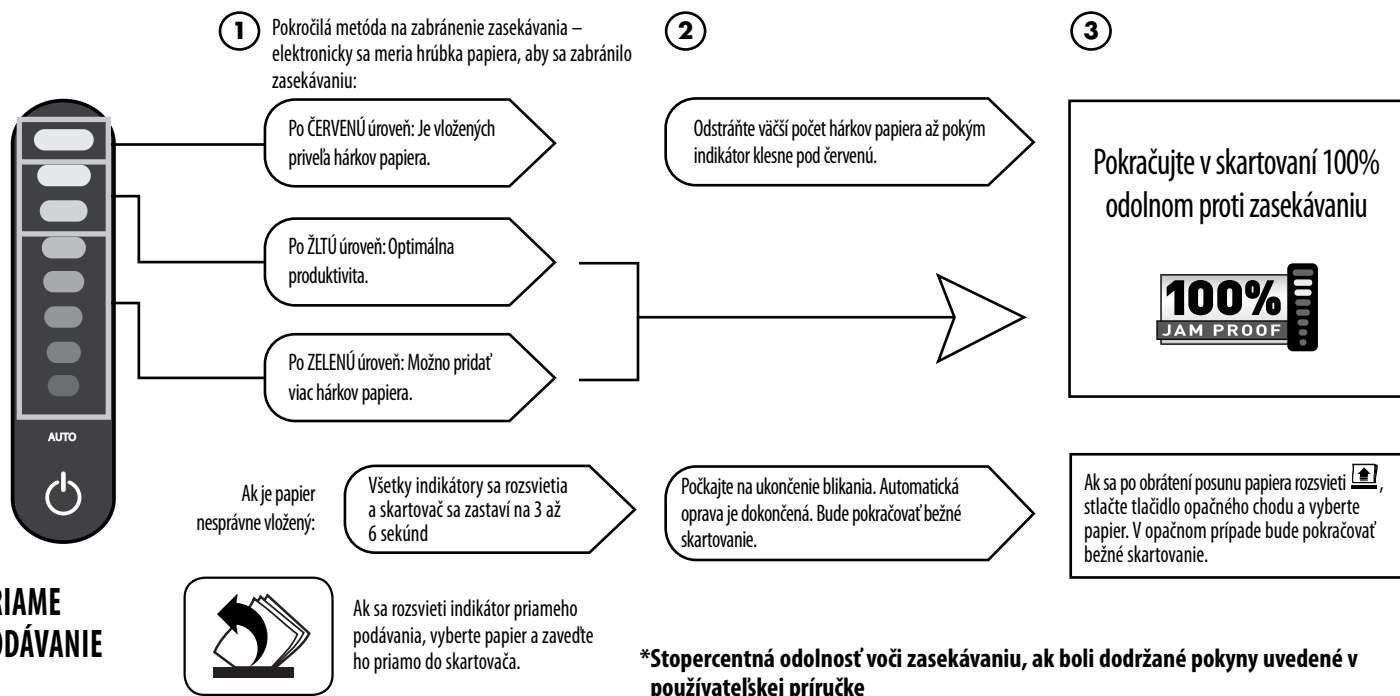 1
Pokročilá metóda na zabránenie zasekávania –
elektronicky sa meria hrúbka papiera, aby sa zabránilo
zasekávaniu:
2
3
Po ČERVENÚ úroveň: Je vložených
priveľa hárkov papiera.
Odstráňte väčší počet hárkov papiera až pokým
indikátor klesne pod červenú.
Pokračujte v skartovaní 100%
odolnom proti zasekávaniu
100%
JAM PROOF
Po ŽLTÚ úroveň: Optimálna
produktivita.
Po ZELENÚ úroveň: Možno pridať
viac hárkov papiera.
AUTO
Ak je papier
nesprávne vložený:
Všetky indikátory sa rozsvietia
a skartovač sa zastaví na 3 až
6 sekúnd
Počkajte na ukončenie blikania. Automatická
oprava je dokončená. Bude pokračovať bežné
skartovanie.
Ak sa po obrátení posunu papiera rozsvieti ,
stlačte tlačidlo opačného chodu a vyberte
papier. V opačnom prípade bude pokračovať
bežné skartovanie.
RIAME
ODÁVANIE
Ak sa rozsvieti indikátor priameho
podávania, vyberte papier a zaveďte
ho priamo do skartovača.
*Stopercentná odolnosť voči zasekávaniu, ak boli dodržané pokyny uvedené v
používateľskej príručke